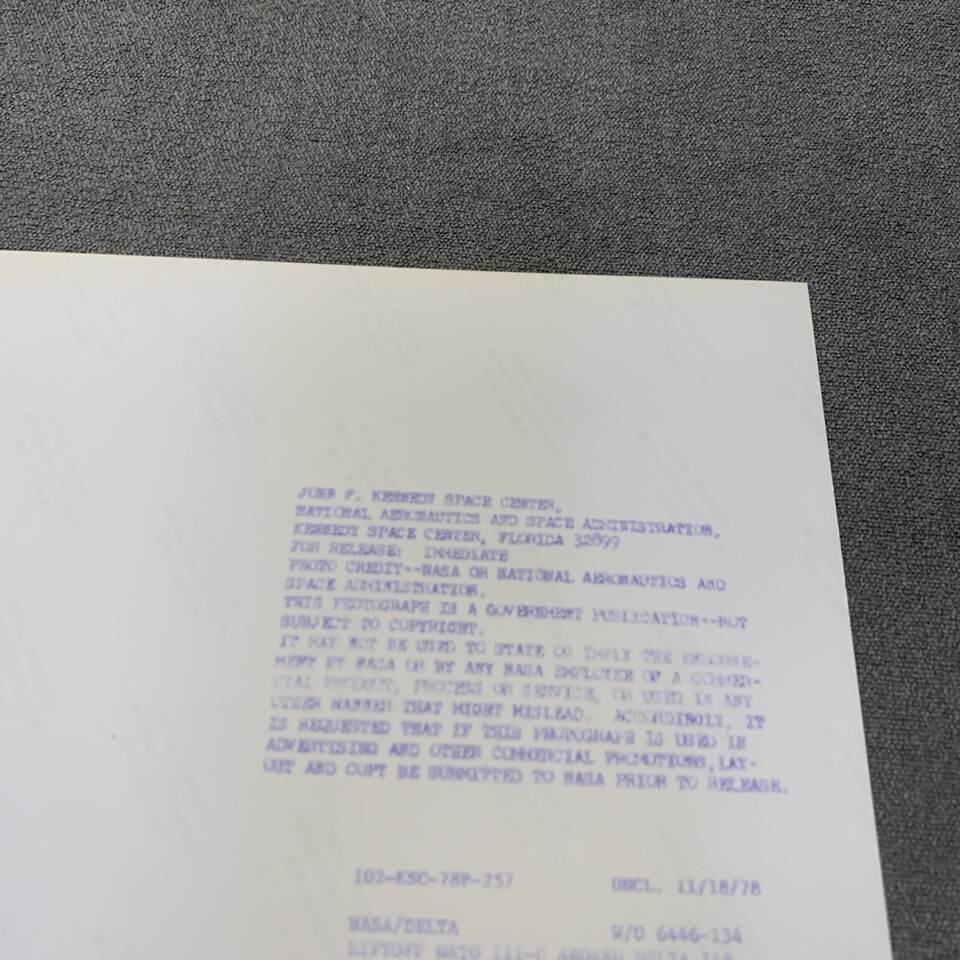 JOHN F. KENNEDY SPACE CENTER,
NATIONAL AERONAUTICS AND SPACE ADMINISTRATION,
KENNEDY SPACE CENTER, FLORIDA 32899
FOR RELEASE: IMMEDIATE
PHOTO CREDIT--NASA OR NATIONAL AERONAUTICS AND
SPACE ADMINISTRATION.
THIS PHOTOGRAPH IS A GOVERNMENT PUBLICATION--NOT
SUBJECT TO COPYRIGHT.
IT MAY NOT BE USED TO STATE OR IMPLY THE ENDORSE-
MENT BY NASA OR BY ANY NASA EMPLOYEE OF A COMMER-
CIAL PRODUCT, PROCESS OR SERVICE, OR USED IN ANY
OTHER MANNER THAT MIGHT MISLEAD. ACCORDINGLY, IT
IS REQUESTED THAT IF THIS PHOTOGRAPH IS USED IN
ADVERTISING AND OTHER COMMERCIAL PROMOTIONS, LAY-
OUT AND COPY BE SUBMITTED TO NASA PRIOR TO RELEASE.
102-KSC-78P-257 UNCL. 11/18/78
NASA/DELTA W/O 6446-134
LIFTOFF NATO III-C ABOARD DELTA